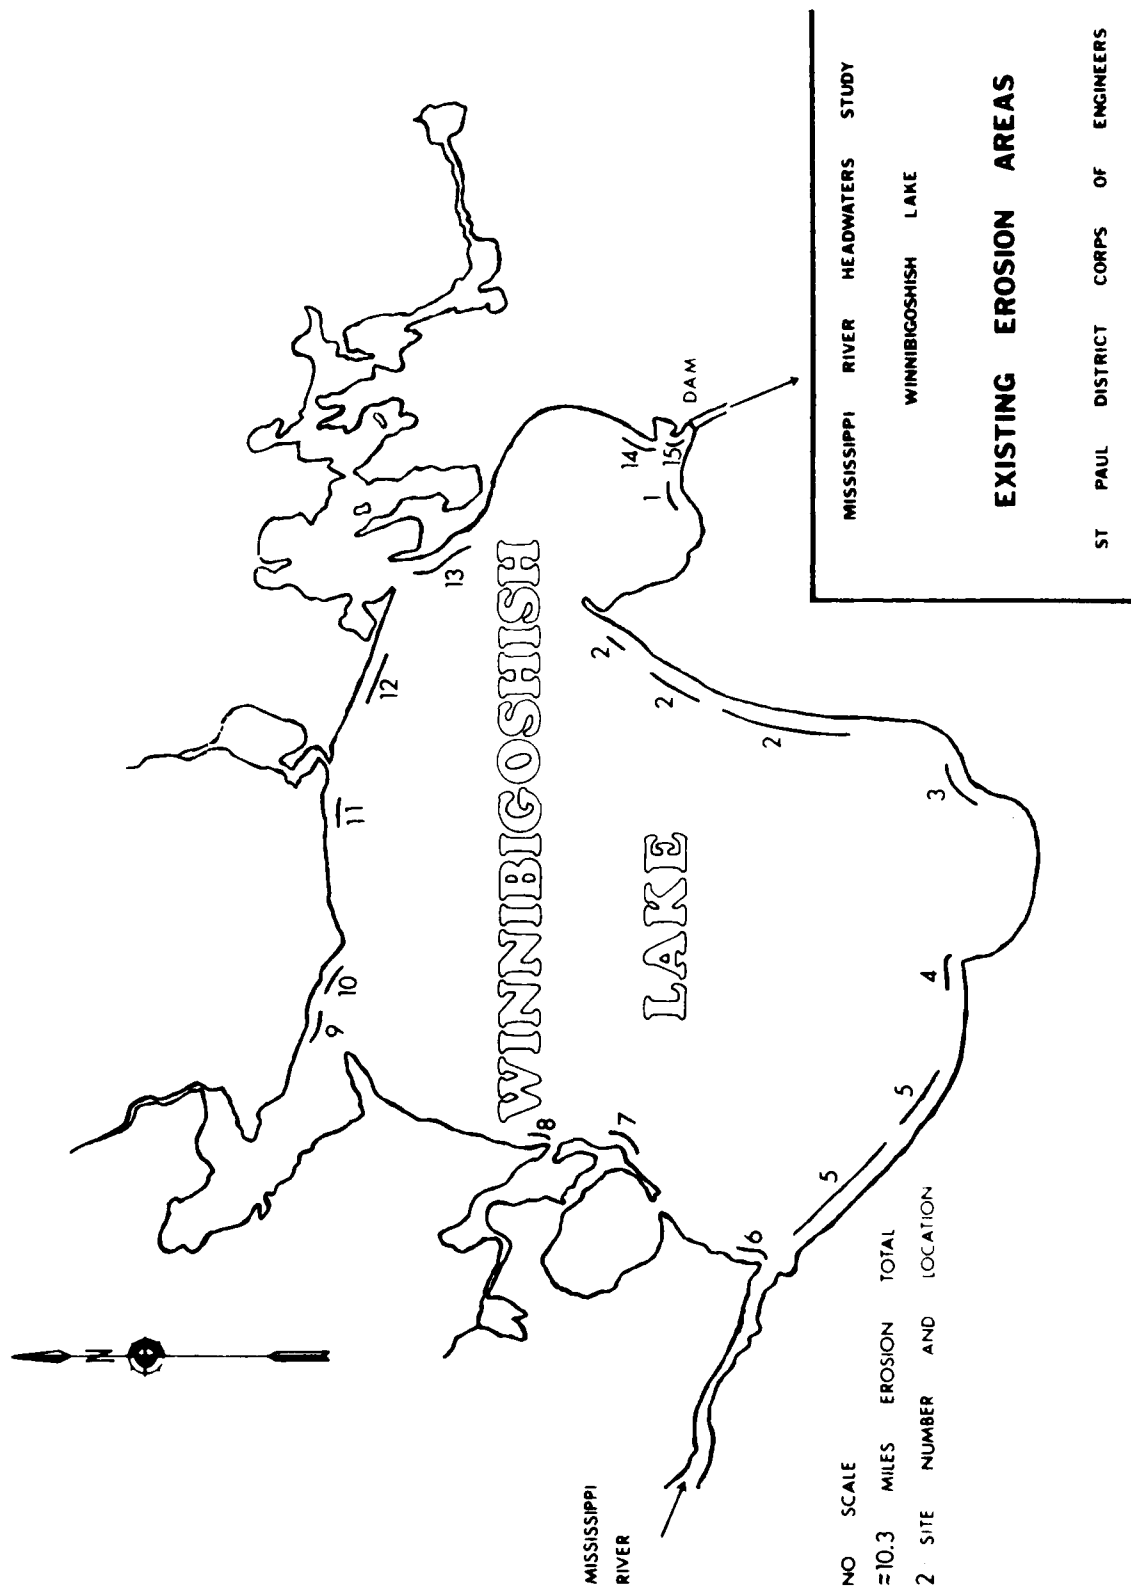 N
WINNIBIGOSHISH
LAKE
9
10
11
12
13
8
7
6
5
5
4
3
2
2
2
1
14
15
DAM
MISSISSIPPI
RIVER
NO SCALE
≈10.3 MILES EROSION TOTAL
2 SITE NUMBER AND LOCATION
MISSISSIPPI RIVER HEADWATERS STUDY
WINNIBIGOSHISH LAKE
EXISTING EROSION AREAS
ST PAUL DISTRICT CORPS OF ENGINEERS